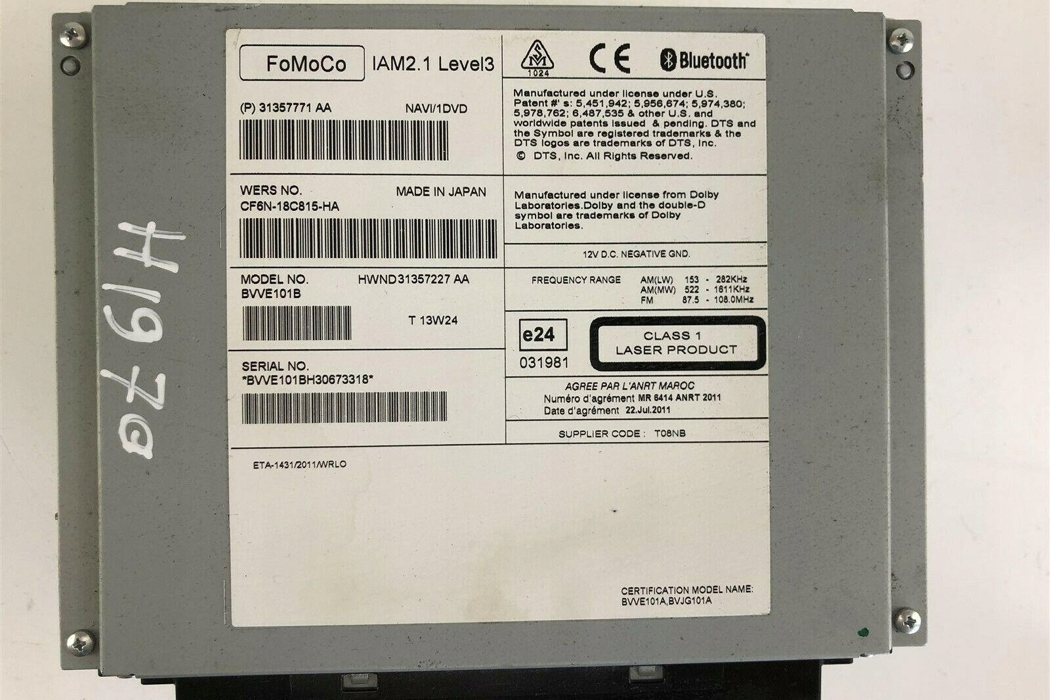 FoMoCo IAM2.1 Level3
(P) 31357771 AA NAVI/1DVD
WERS NO. MADE IN JAPAN
CF6N-18C815-HA
MODEL NO. HWND31357227 AA
BVVE101B
T 13W24
SERIAL NO.
*BVVE101BH30673318*
ETA-1431/2011/WRLO
1024
CE
Bluetooth
Manufactured under license under U.S.
Patent #' s: 5,451,942; 5,956,674; 5,974,380;
5,978,762; 6,487,535 & other U.S. and
worldwide patents issued & pending. DTS and
the Symbol are registered trademarks & the
DTS logos are trademarks of DTS, Inc.
© DTS, Inc. All Rights Reserved.
Manufactured under license from Dolby
Laboratories.Dolby and the double-D
symbol are trademarks of Dolby
Laboratories.
12V D.C. NEGATIVE GND.
FREQUENCY RANGE AM(LW) 153 - 282KHz
AM(MW) 522 - 1611KHz
FM 87.5 - 108.0MHz
e24
031981
CLASS 1
LASER PRODUCT
AGREE PAR L'ANRT MAROC
Numéro d'agrément MR 6414 ANRT 2011
Date d'agrément 22.Jul.2011
SUPPLIER CODE : T08NB
CERTIFICATION MODEL NAME:
BVVE101A,BVJG101A